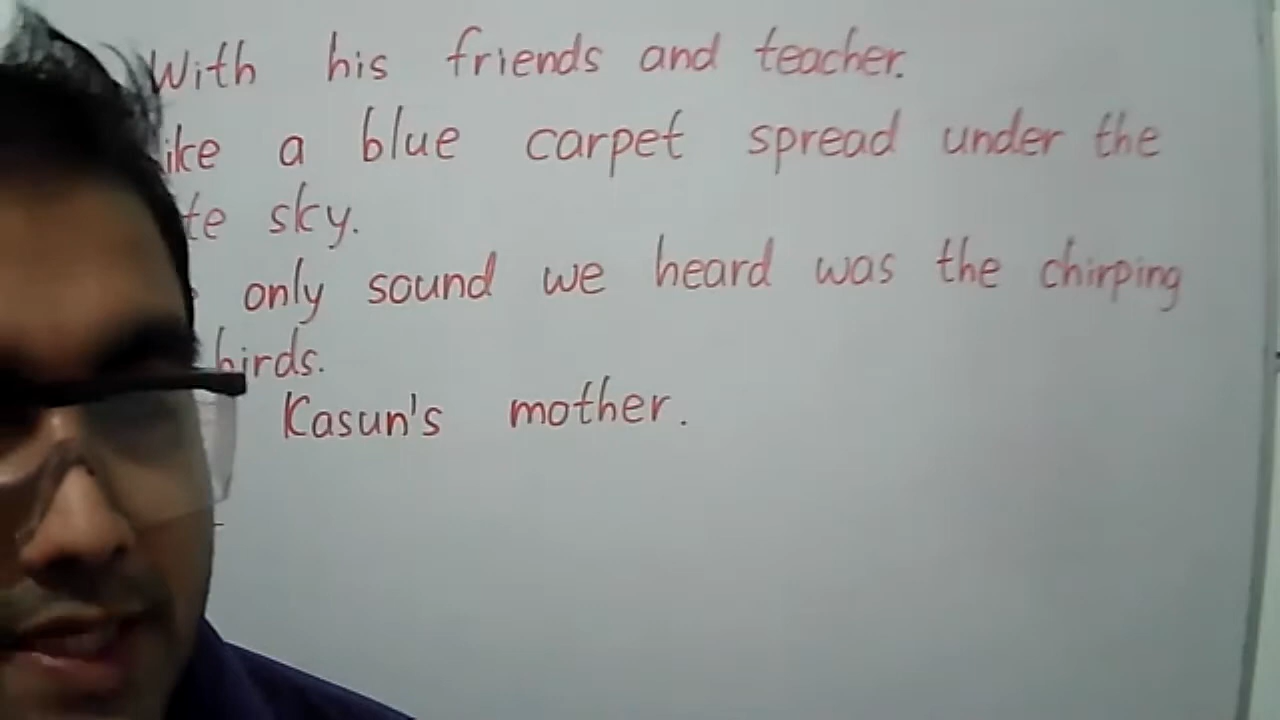 With his friends and teacher.
ike a blue carpet spread under the
te sky.
only sound we heard was the chirping
birds.
Kasun's mother.